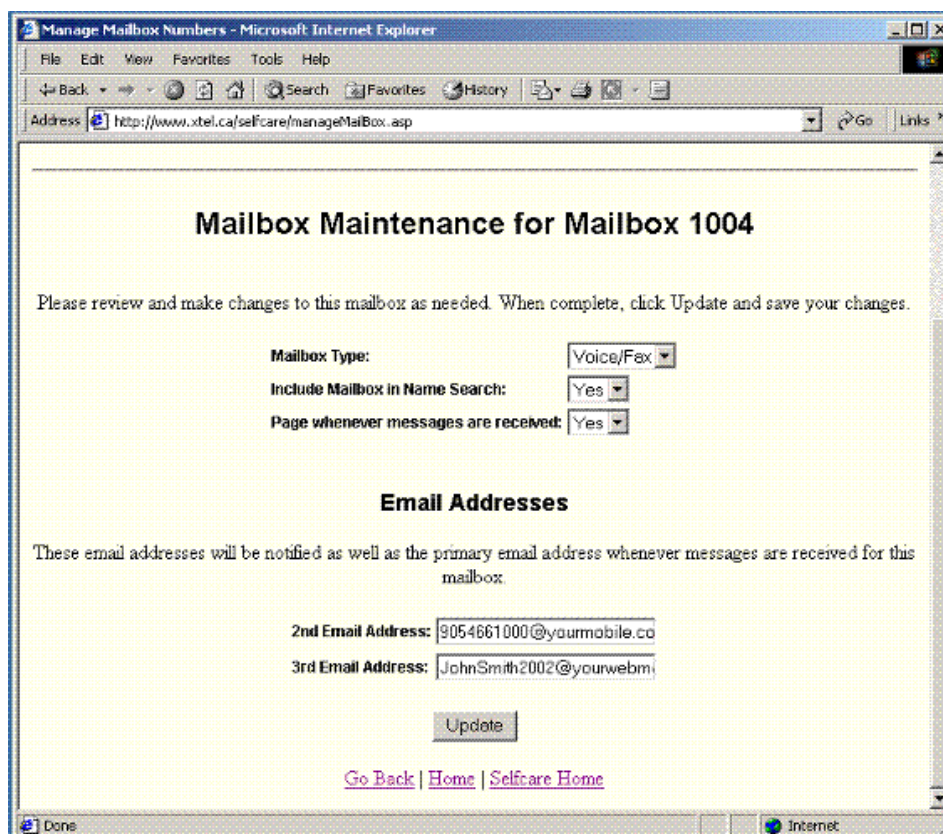 Manage Mailbox Numbers - Microsoft Internet Explorer
File Edit View Favorites Tools Help
Back Search Favorites History
Address http://www.xtel.ca/selfcare/manageMailBox.asp Go Links
Mailbox Maintenance for Mailbox 1004
Please review and make changes to this mailbox as needed. When complete, click Update and save your changes.
Mailbox Type: Voice/Fax
Include Mailbox in Name Search: Yes
Page whenever messages are received: Yes
Email Addresses
These email addresses will be notified as well as the primary email address whenever messages are received for this
mailbox.
2nd Email Address: 9054661000@yourmobile.co
3rd Email Address: JohnSmith2002@yourwebm
Update
Go Back | Home | Selfcare Home
Done Internet